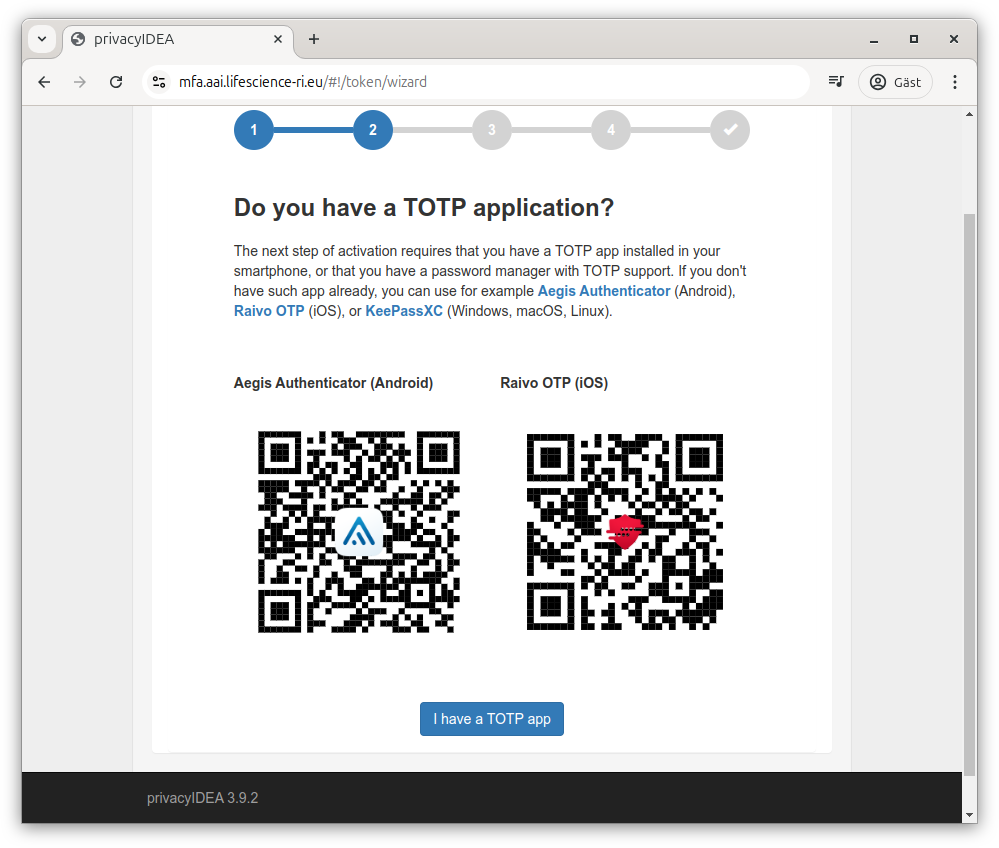 privacyIDEA
mfa.aai.lifescience-ri.eu/#!/token/wizard
Gäst
1 2 3 4
Do you have a TOTP application?
The next step of activation requires that you have a TOTP app installed in your
smartphone, or that you have a password manager with TOTP support. If you don't
have such app already, you can use for example Aegis Authenticator (Android),
Raivo OTP (iOS), or KeePassXC (Windows, macOS, Linux).
Aegis Authenticator (Android) Raivo OTP (iOS)
I have a TOTP app
privacyIDEA 3.9.2